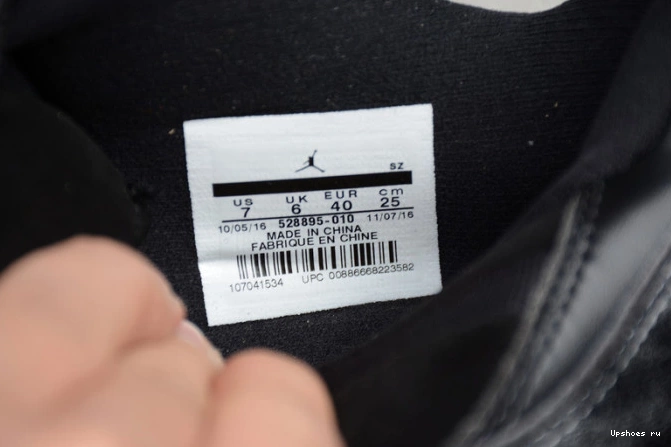 SZ
US UK EUR cm
7 6 40 25
10/05/16 528895-010 11/07/16
MADE IN CHINA
FABRIQUE EN CHINE
107041534 UPC 00886668223582
Upshoes ru